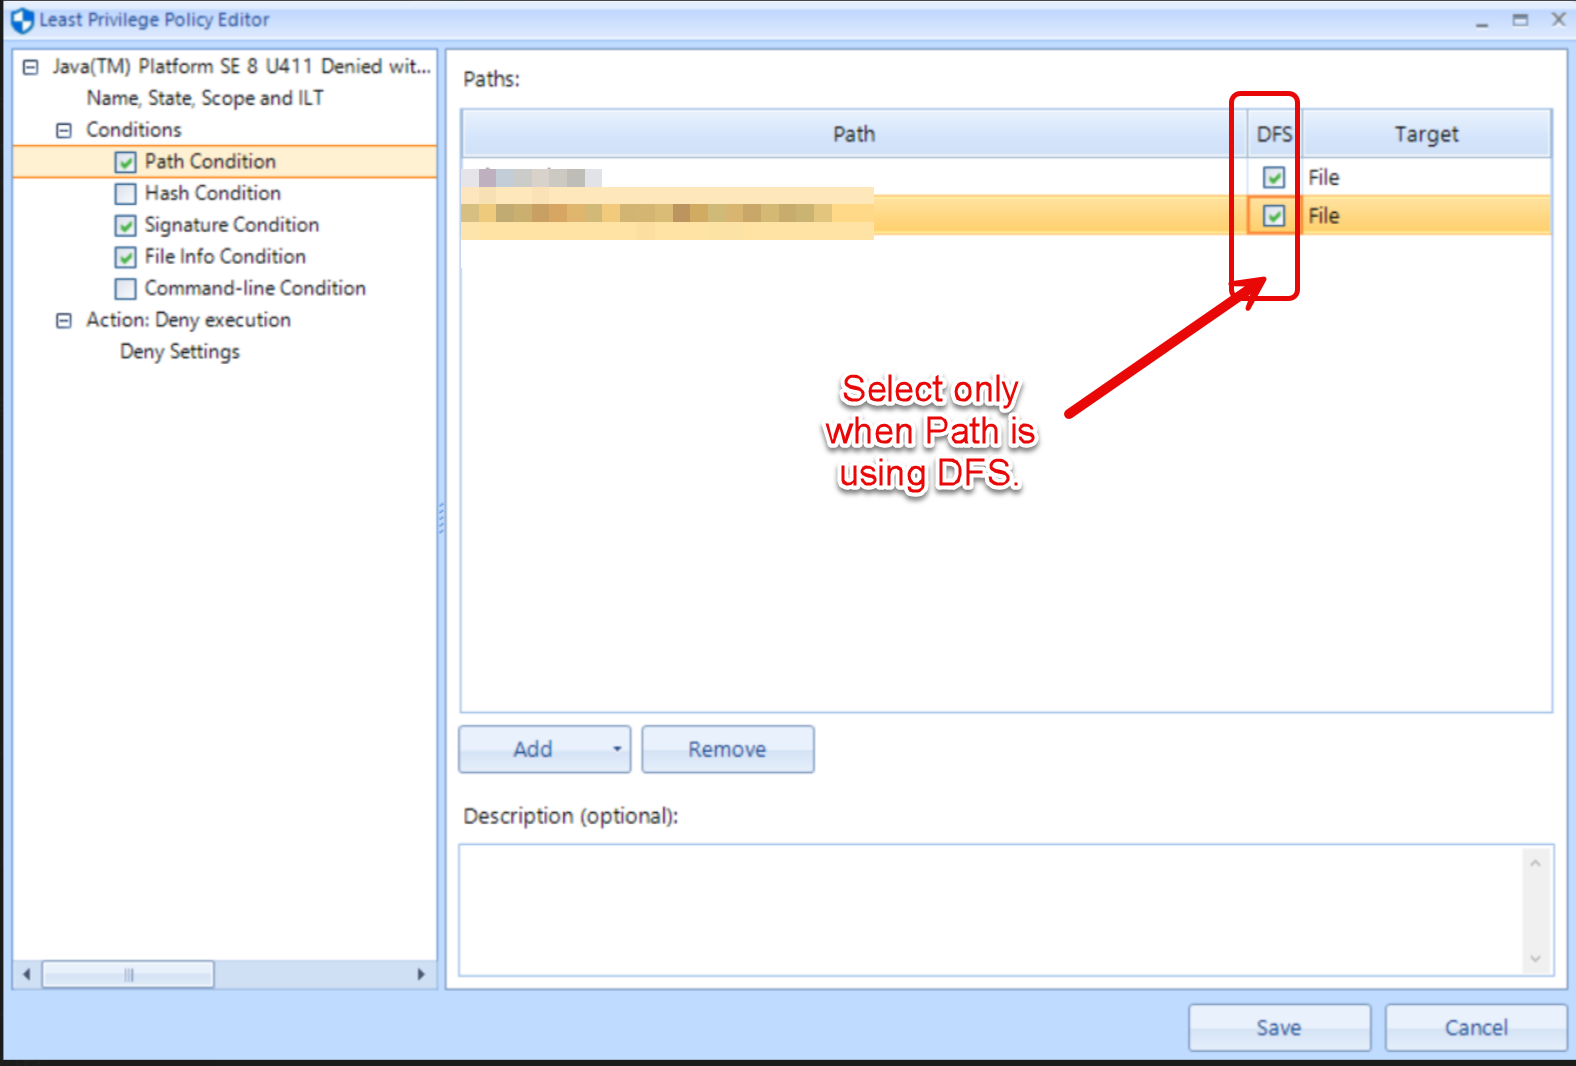 Least Privilege Policy Editor
Java(TM) Platform SE 8 U411 Denied wit...
Name, State, Scope and ILT
Conditions
Path Condition
Hash Condition
Signature Condition
File Info Condition
Command-line Condition
Action: Deny execution
Deny Settings
Paths:
Path DFS Target
File
File
Select only
when Path is
using DFS.
Add Remove
Description (optional):
Save Cancel